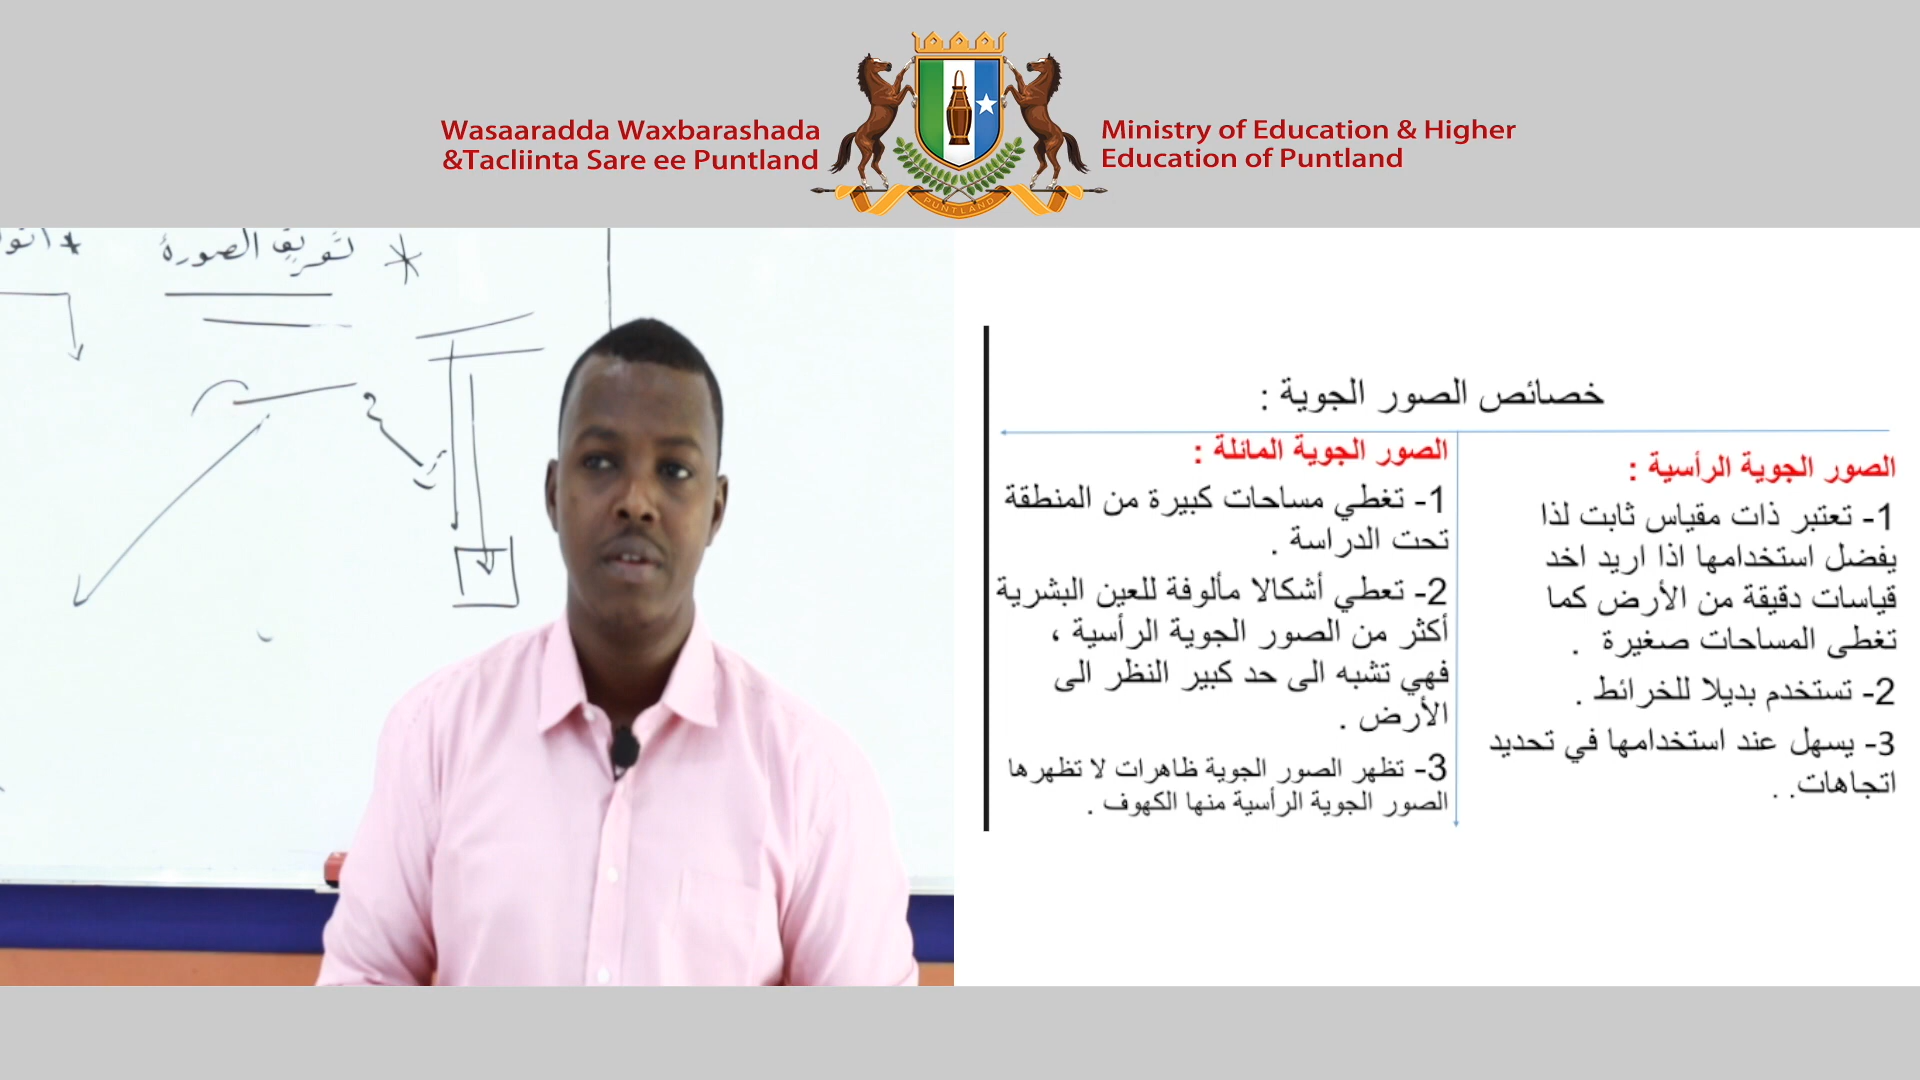 Wasaaradda Waxbarashada
&Tacliinta Sare ee Puntland
Ministry of Education & Higher
Education of Puntland
PUNTLAND
* تعريف الصورة
*
خصائص الصور الجوية :
الصور الجوية الرأسية :
1- تعتبر ذات مقياس ثابت لذا
يفضل استخدامها اذا اريد اخد
قياسات دقيقة من الأرض كما
تغطى المساحات صغيرة .
2- تستخدم بديلا للخرائط .
3- يسهل عند استخدامها في تحديد
اتجاهات. .
الصور الجوية المائلة :
1- تغطي مساحات كبيرة من المنطقة
تحت الدراسة .
2- تعطي أشكالا مألوفة للعين البشرية
أكثر من الصور الجوية الرأسية ،
فهي تشبه الى حد كبير النظر الى
الأرض .
3- تظهر الصور الجوية ظاهرات لا تظهرها
الصور الجوية الرأسية منها الكهوف .